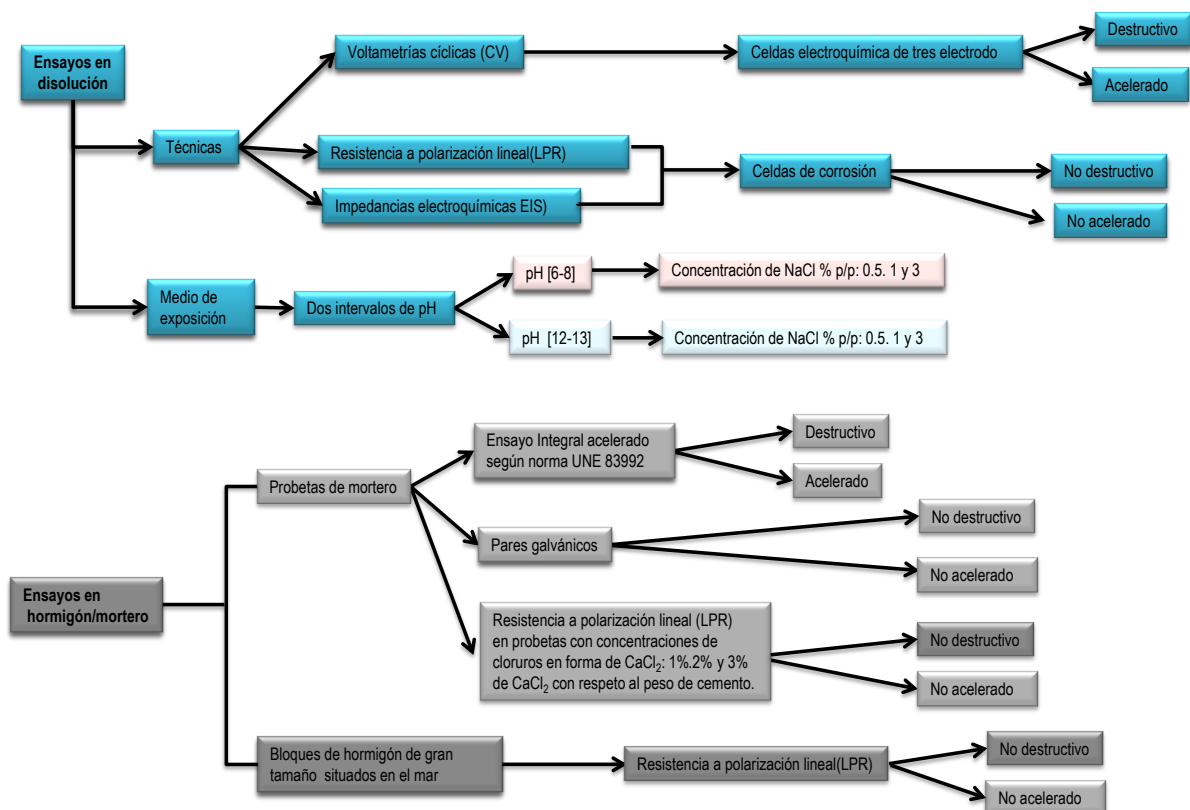 Ensayos en
disolución
Técnicas
Voltametrías cíclicas (CV)
Celdas electroquímica de tres electrodo
Destructivo
Acelerado
Resistencia a polarización lineal(LPR)
Impedancias electroquímicas EIS)
Celdas de corrosión
No destructivo
No acelerado
Medio de
exposición
Dos intervalos de pH
pH [6-8]
Concentración de NaCl % p/p: 0.5. 1 y 3
pH [12-13]
Concentración de NaCl % p/p: 0.5. 1 y 3
Ensayos en
hormigón/mortero
Probetas de mortero
Ensayo Integral acelerado
según norma UNE 83992
Destructivo
Acelerado
Pares galvánicos
No destructivo
No acelerado
Resistencia a polarización lineal (LPR)
en probetas con concentraciones de
cloruros en forma de CaCl₂: 1%.2% y 3%
de CaCl₂ con respeto al peso de cemento.
No destructivo
No acelerado
Bloques de hormigón de gran
tamaño situados en el mar
Resistencia a polarización lineal(LPR)
No destructivo
No acelerado